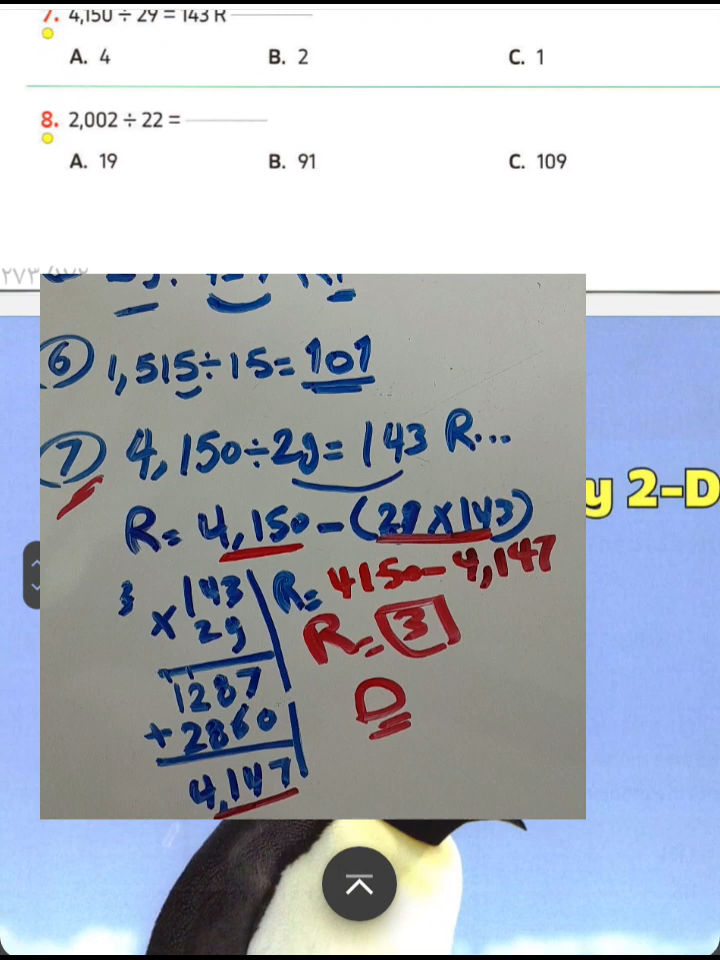 7. 4,150 ÷ 29 = 143 R
A. 4 B. 2 C. 1
8. 2,002 ÷ 22 =
A. 19 B. 91 C. 109
6 1,515÷15=101
7 4,150÷29=143 R...
R= 4,150-(29 x 143)
R= 4150-4,147
R= 3
D
3
143
x 29
1287
+2860
4,147
y 2-D